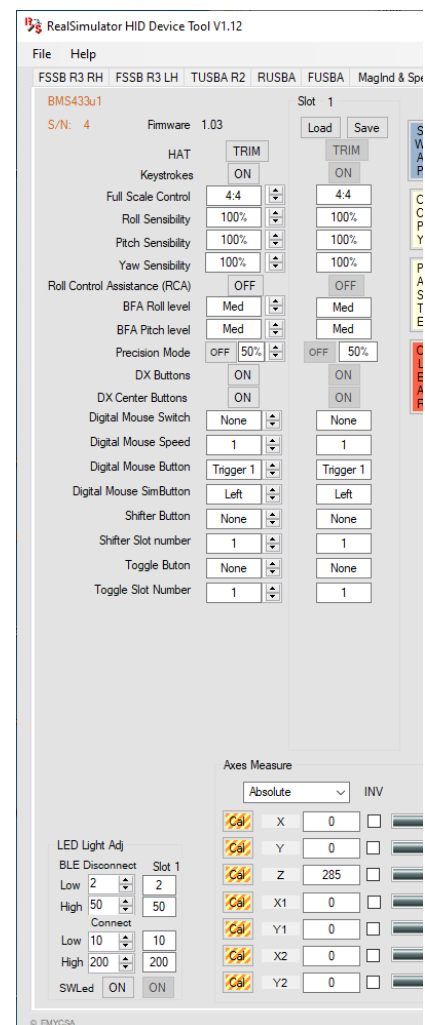 RealSimulator HID Device Tool V1.12
File Help
FSSB R3 RH FSSB R3 LH TUSBA R2 RUSBA FUSBA MagInd & Spe
BMS433u1 Slot 1
S/N: 4 Firmware 1.03 Load Save
HAT TRIM TRIM
Keystrokes ON ON
Full Scale Control 4:4 4:4
Roll Sensibility 100% 100%
Pitch Sensibility 100% 100%
Yaw Sensibility 100% 100%
Roll Control Assistance (RCA) OFF OFF
BFA Roll level Med Med
BFA Pitch level Med Med
Precision Mode OFF 50% OFF 50%
DX Buttons ON ON
DX Center Buttons ON ON
Digital Mouse Switch None None
Digital Mouse Speed 1 1
Digital Mouse Button Trigger 1 Trigger 1
Digital Mouse SimButton Left Left
Shifter Button None None
Shifter Slot number 1 1
Toggle Buton None None
Toggle Slot Number 1 1
S
W
A
P
C
O
P
Y
P
A
S
T
E
C
L
E
A
R
Axes Measure
Absolute INV
Cal X 0
Cal Y 0
Cal Z 285
Cal X1 0
Cal Y1 0
Cal X2 0
Cal Y2 0
LED Light Adj
BLE Disconnect Slot 1
Low 2 2
High 50 50
Connect
Low 10 10
High 200 200
SWLed ON ON